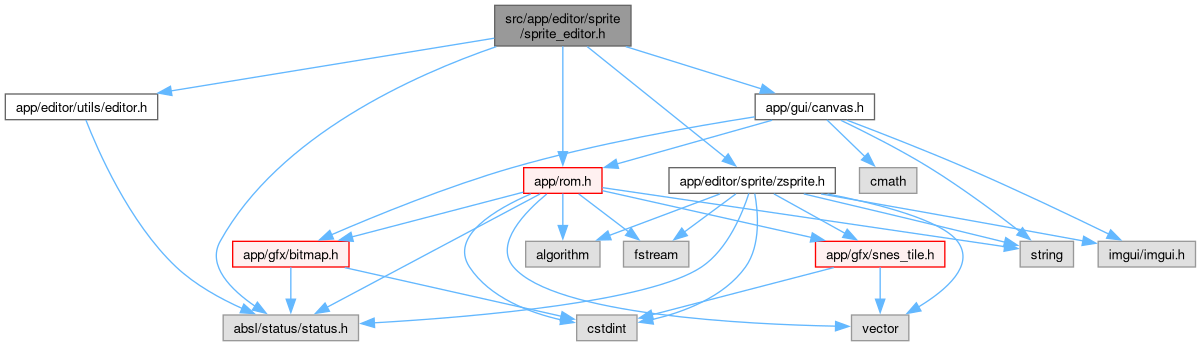 src/app/editor/sprite
/sprite_editor.h
app/editor/utils/editor.h
app/gui/canvas.h
app/rom.h
app/editor/sprite/zsprite.h
cmath
app/gfx/bitmap.h
algorithm
fstream
app/gfx/snes_tile.h
string
imgui/imgui.h
absl/status/status.h
cstdint
vector